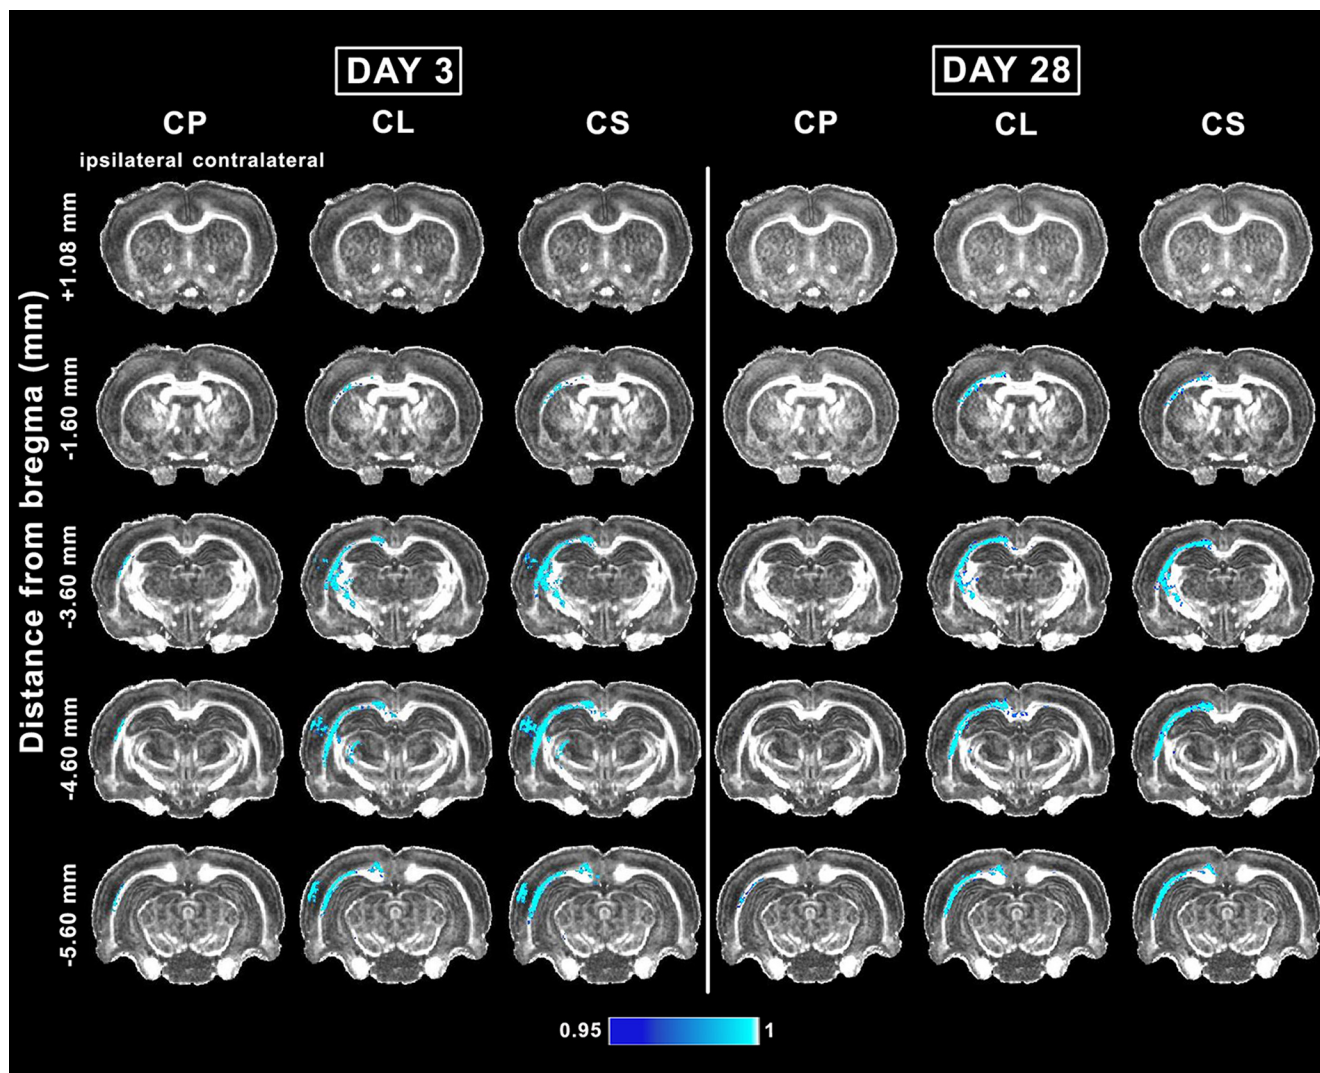 DAY 3
DAY 28
CP
CL
CS
CP
CL
CS
ipsilateral contralateral
Distance from bregma (mm)
+1.08 mm
-1.60 mm
-3.60 mm
-4.60 mm
-5.60 mm
0.95
1